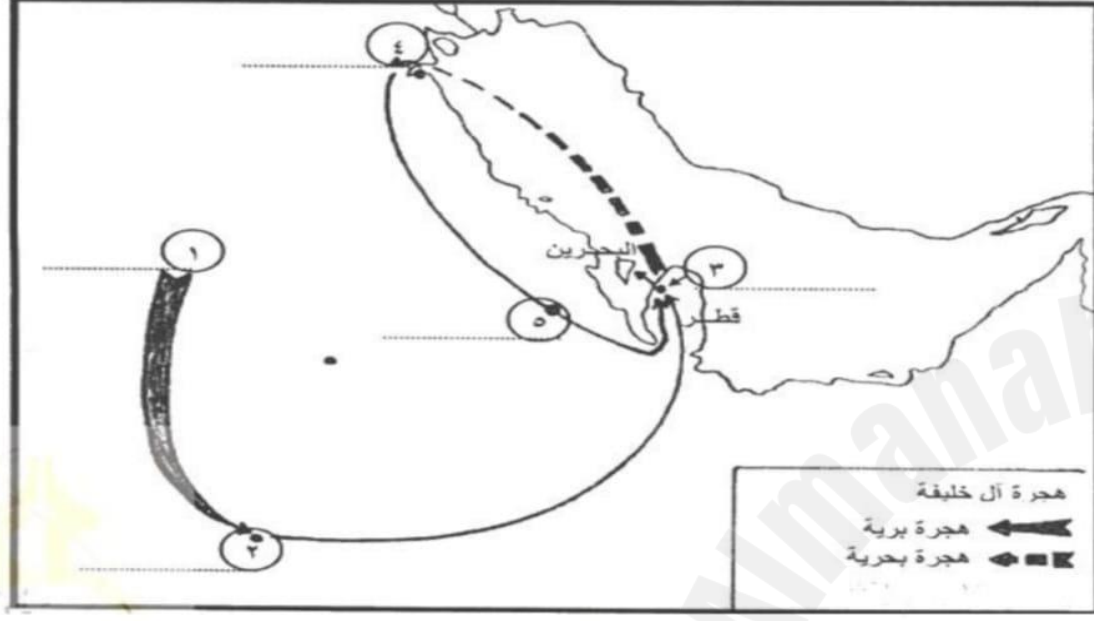 ٤
١
البحرين
٣
٥
قطر
٢
هجرة آل خليفة
هجرة برية
هجرة بحرية